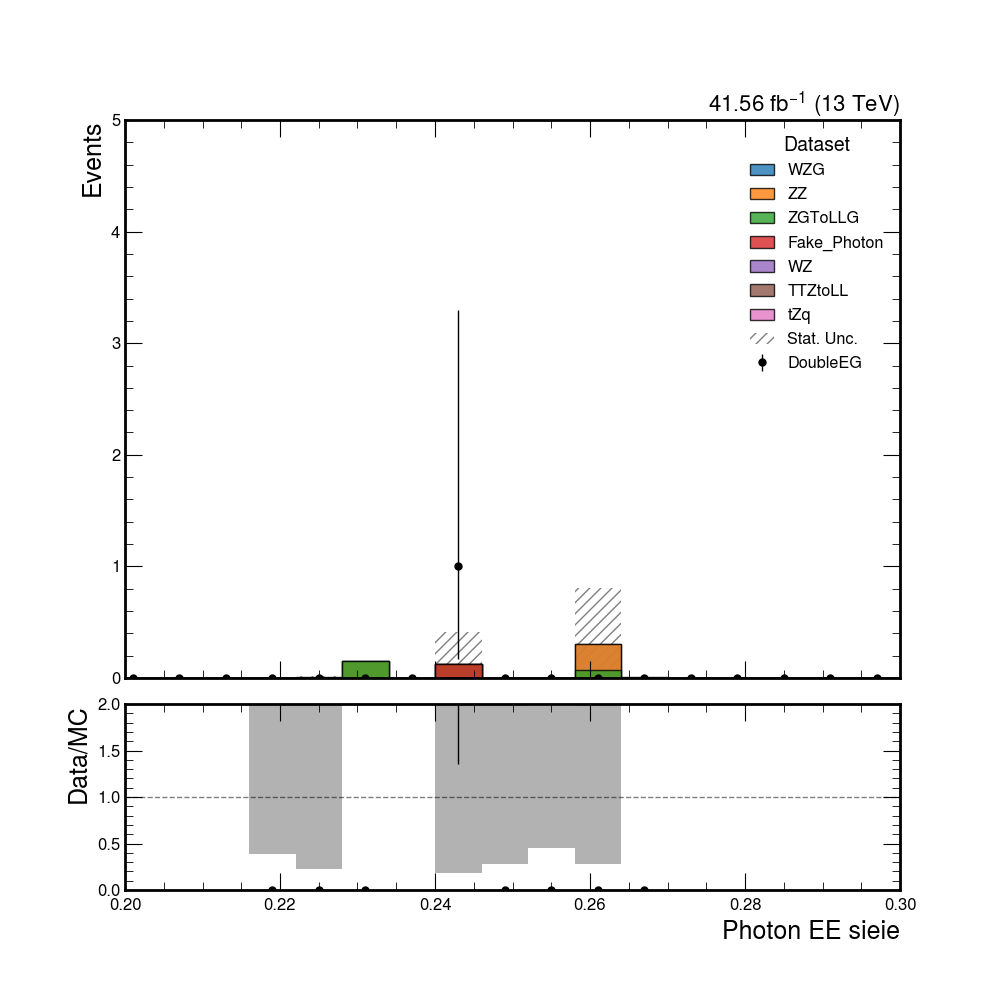 41.56 fb⁻¹ (13 TeV)
Events
5
4
3
2
1
0
Dataset
WZG
ZZ
ZGToLLG
Fake_Photon
WZ
TTZtoLL
tZq
Stat. Unc.
DoubleEG
Data/MC
2.0
1.5
1.0
0.5
0.0
0.20 0.22 0.24 0.26 0.28 0.30
Photon EE sieie